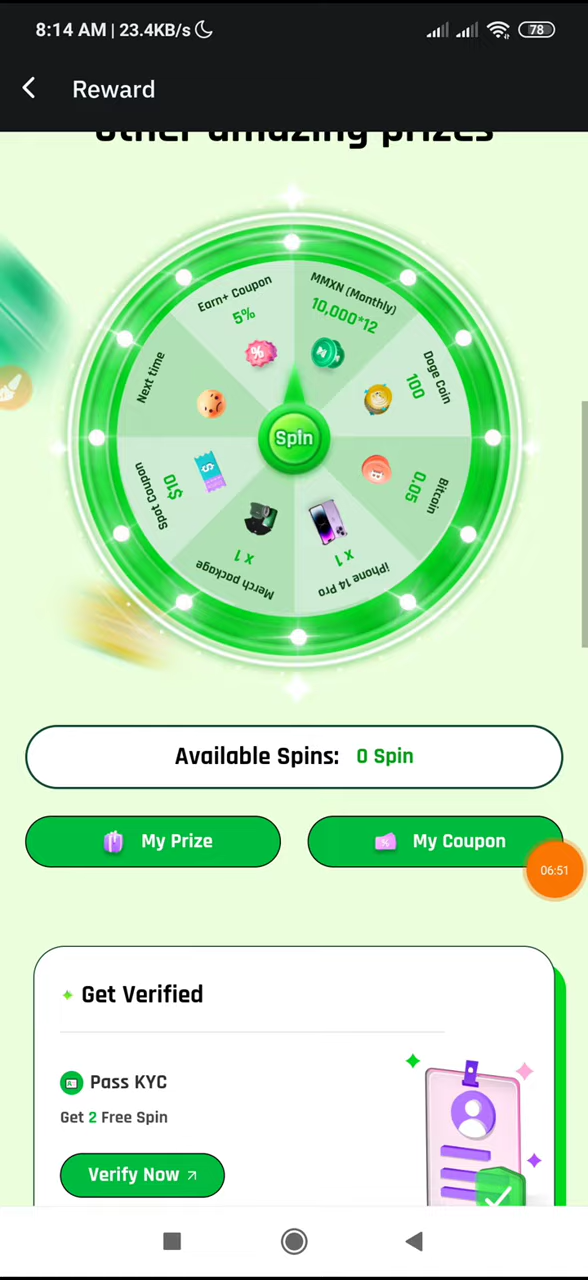 8:14 AM | 23.4KB/s
78
Reward
other amazing prizes
Earn+ Coupon
5%
MMXN (Monthly)
10,000*12
Doge Coin
100
Next time
Spin
Bitcoin
0.05
Spot Coupon
$10
Merch package
x 1
iPhone 14 Pro
x 1
Available Spins: 0 Spin
My Prize
My Coupon
06:51
Get Verified
Pass KYC
Get 2 Free Spin
Verify Now